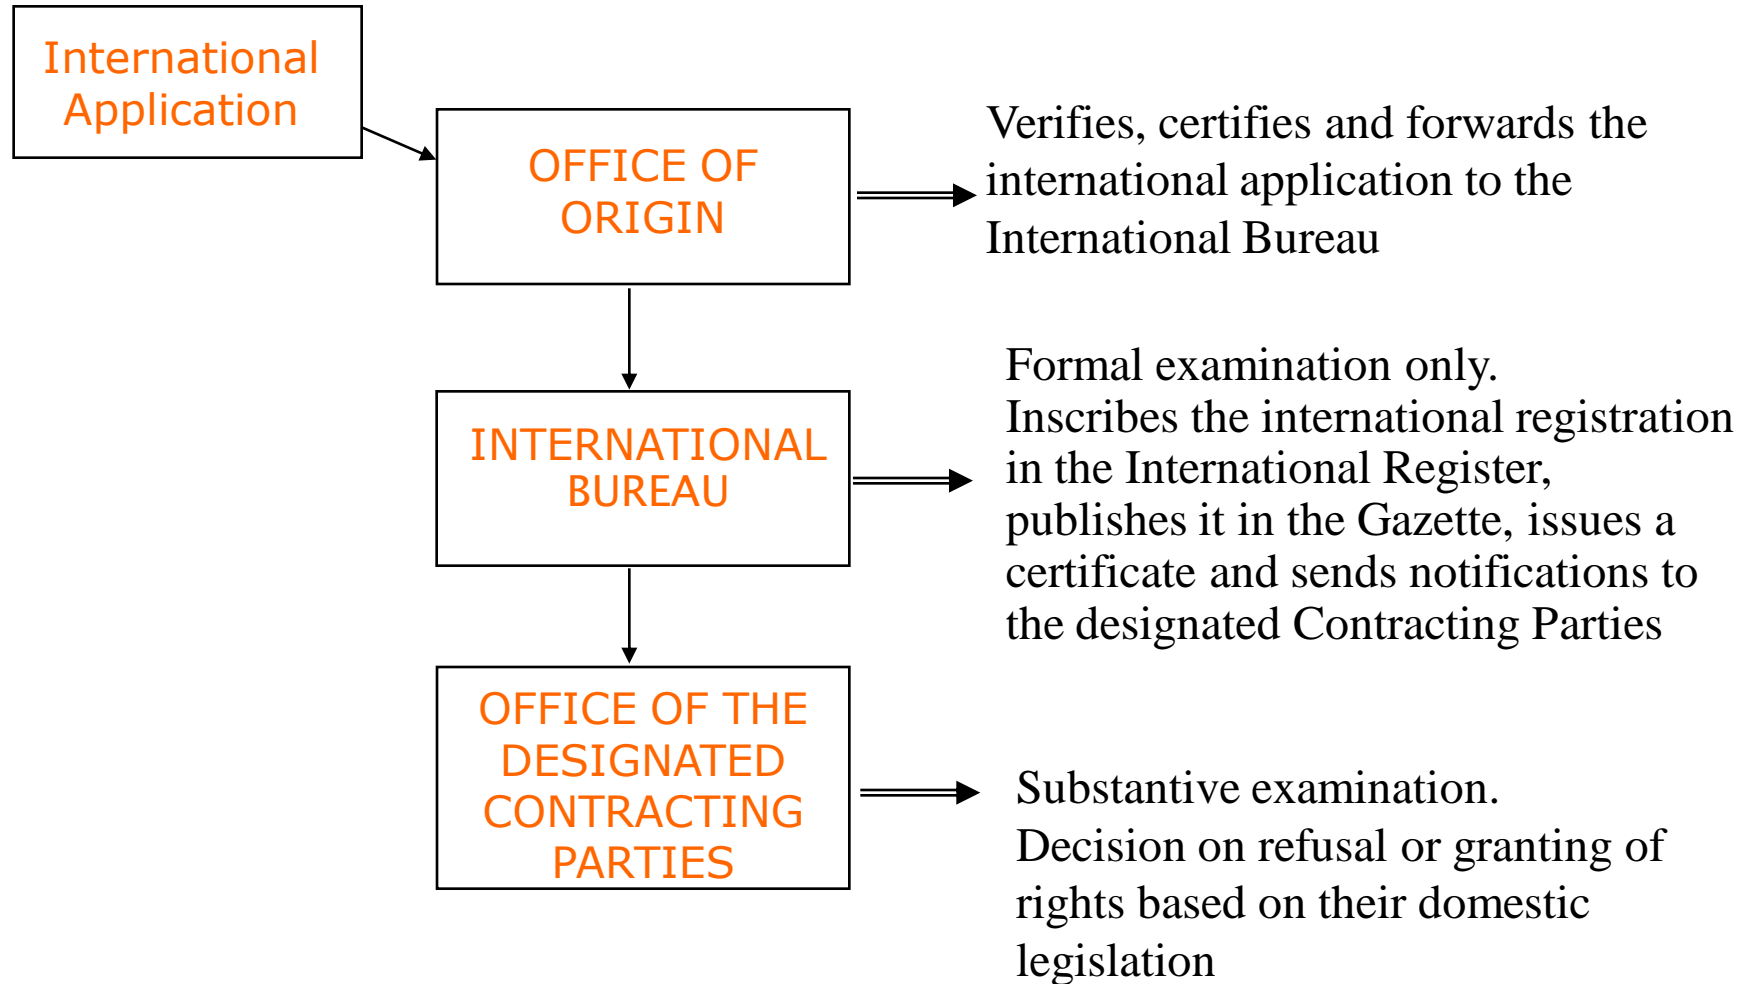 International
Application
OFFICE OF
ORIGIN
Verifies, certifies and forwards the
international application to the
International Bureau
INTERNATIONAL
BUREAU
Formal examination only.
Inscribes the international registration
in the International Register,
publishes it in the Gazette, issues a
certificate and sends notifications to
the designated Contracting Parties
OFFICE OF THE
DESIGNATED
CONTRACTING
PARTIES
Substantive examination.
Decision on refusal or granting of
rights based on their domestic
legislation